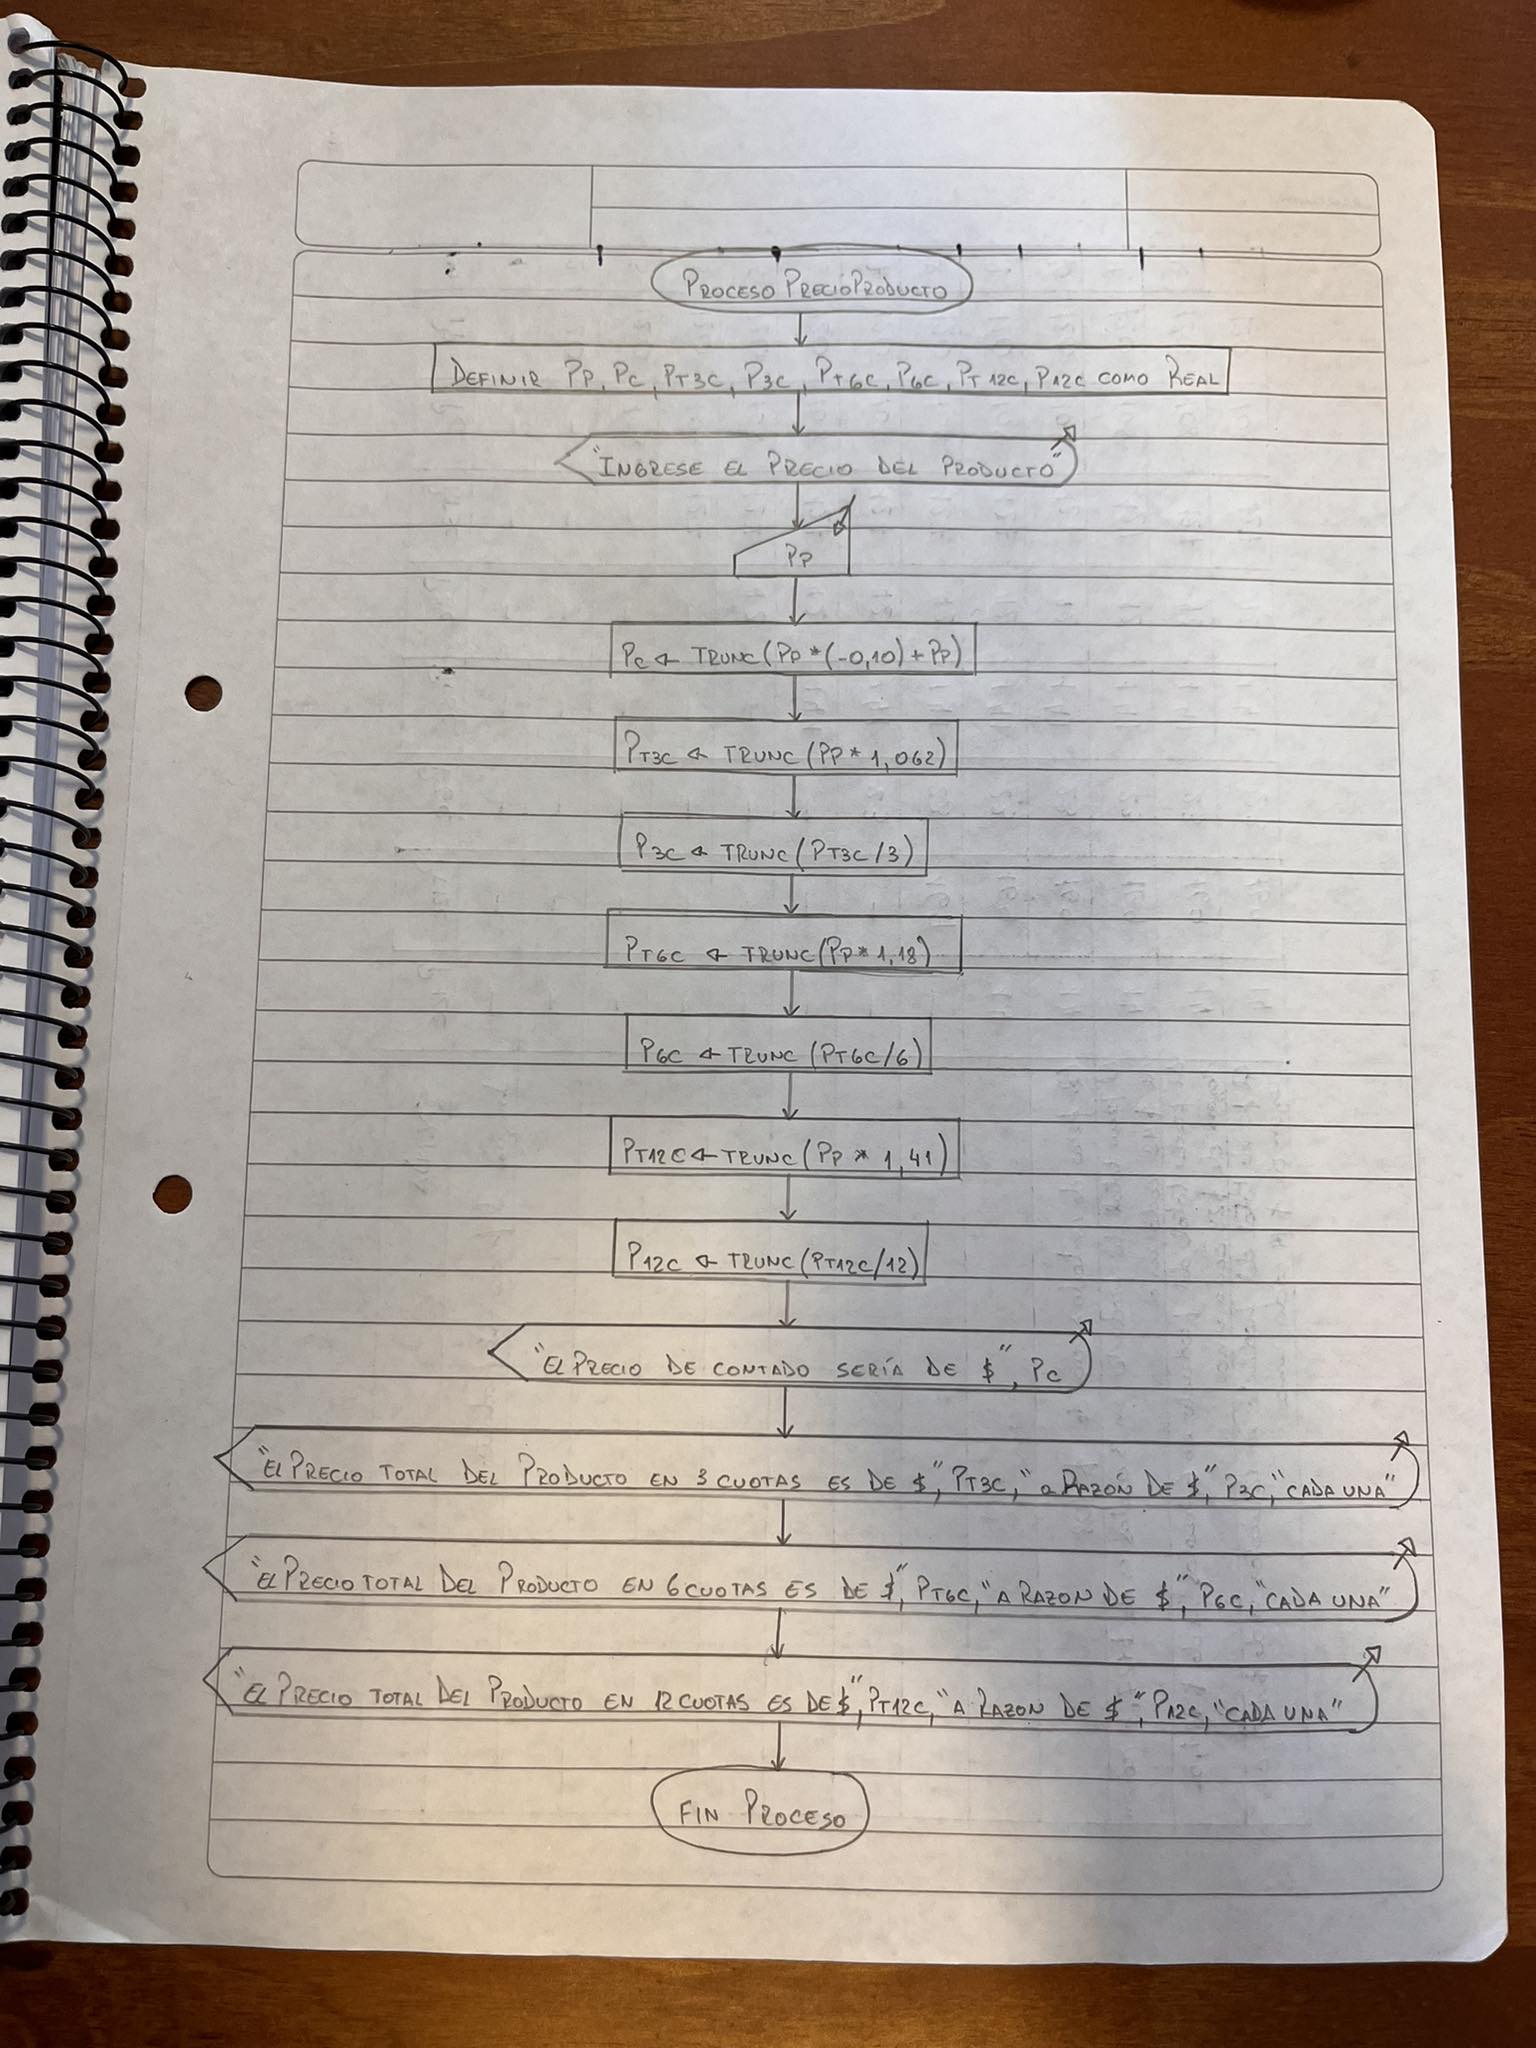 PROCESO PRECIOPRODUCTO
DEFINIR PP, PC, PT3C, P3C, PT6C, P6C, PT12C, P12C COMO REAL
"INGRESE EL PRECIO DEL PRODUCTO"
PP
PC ← TRUNC(PP*(-0,10)+PP)
PT3C ← TRUNC(PP*1,062)
P3C ← TRUNC(PT3C/3)
PT6C ← TRUNC(PP*1,18)
P6C ← TRUNC(PT6C/6)
PT12C ← TRUNC(PP*1,41)
P12C ← TRUNC(PT12C/12)
"EL PRECIO DE CONTADO SERÍA DE $", PC
"EL PRECIO TOTAL DEL PRODUCTO EN 3 CUOTAS ES DE $", PT3C, "a RAZÓN DE $", P3C, "CADA UNA"
"EL PRECIO TOTAL DEL PRODUCTO EN 6 CUOTAS ES DE $", PT6C, "A RAZON DE $", P6C, "CADA UNA"
"EL PRECIO TOTAL DEL PRODUCTO EN 12 CUOTAS ES DE $", PT12C, "A RAZON DE $", P12C, "CADA UNA"
FIN PROCESO